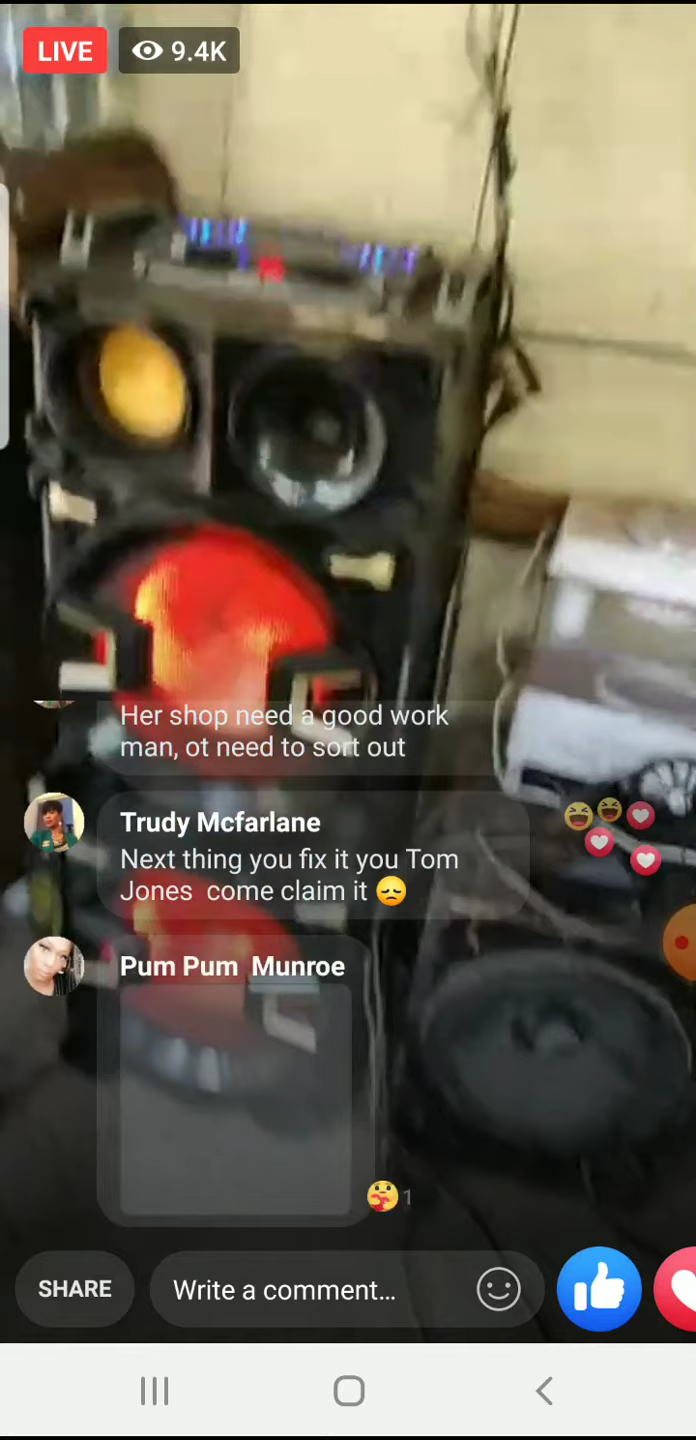 LIVE 9.4K
Her shop need a good work
man, ot need to sort out
Trudy Mcfarlane
Next thing you fix it you Tom
Jones come claim it 😞
Pum Pum Munroe
1
SHARE
Write a comment...